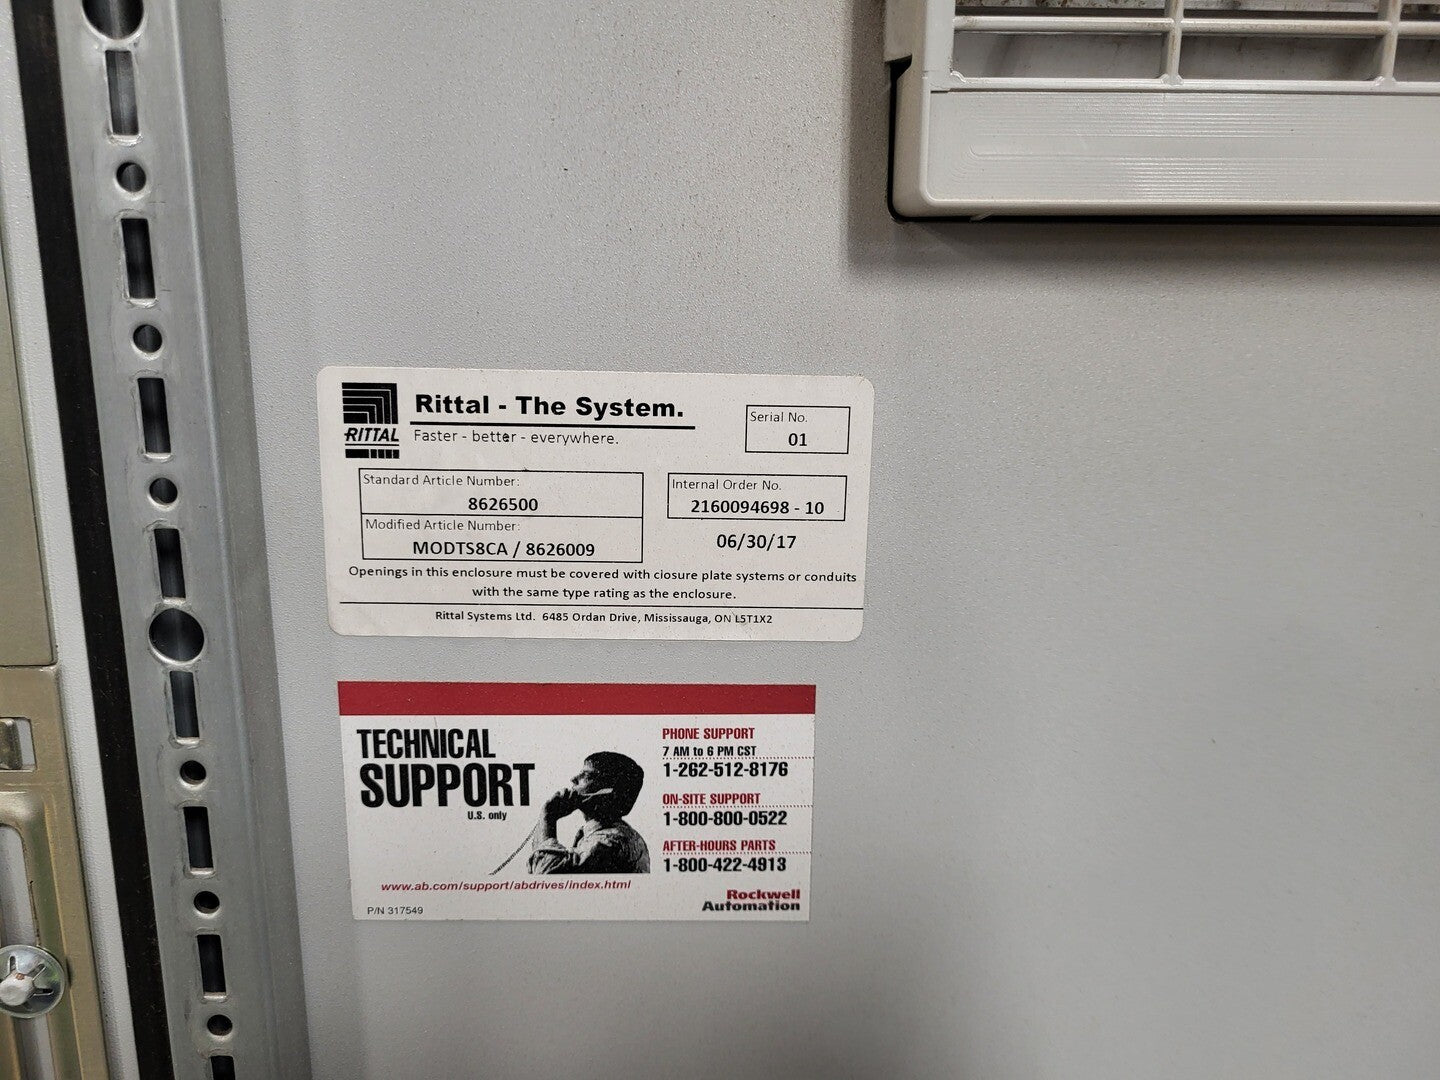 RITTAL
Rittal - The System.
Faster - better - everywhere.
Serial No.
01
Standard Article Number:
8626500
Modified Article Number:
MODTS8CA / 8626009
Internal Order No.
2160094698 - 10
06/30/17
Openings in this enclosure must be covered with closure plate systems or conduits
with the same type rating as the enclosure.
Rittal Systems Ltd. 6485 Ordan Drive, Mississauga, ON L5T1X2
TECHNICAL
SUPPORT
U.S. only
www.ab.com/support/abdrives/index.html
P/N 317549
PHONE SUPPORT
7 AM to 6 PM CST
1-262-512-8176
ON-SITE SUPPORT
1-800-800-0522
AFTER-HOURS PARTS
1-800-422-4913
Rockwell
Automation